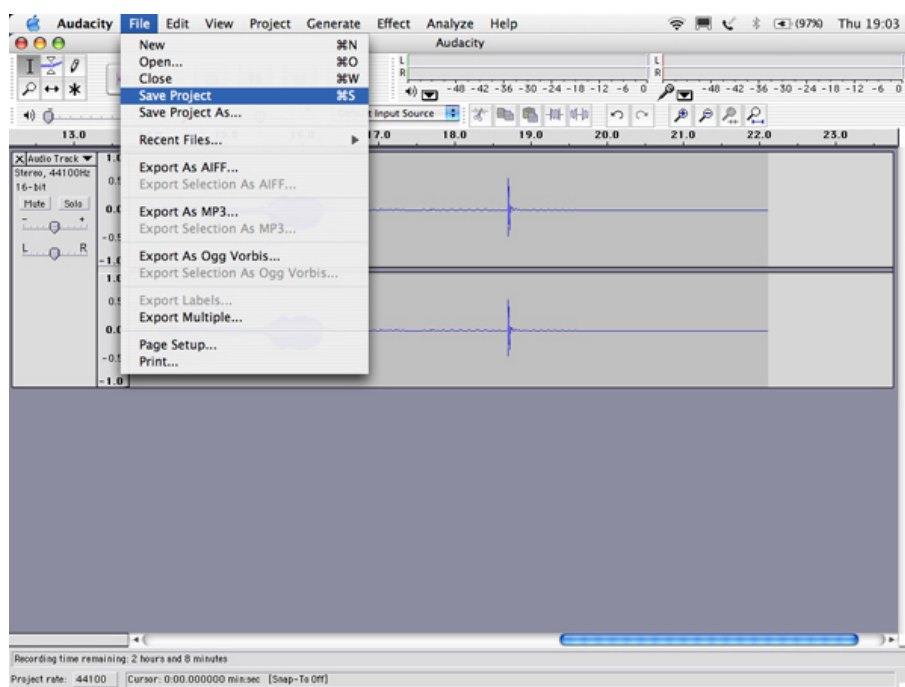 Audacity File Edit View Project Generate Effect Analyze Help (97%) Thu 19:03
Audacity
New ⌘N
Open... ⌘O
Close ⌘W
Save Project ⌘S
Save Project As...
Recent Files...
Export As AIFF...
Export Selection As AIFF...
Export As MP3...
Export Selection As MP3...
Export As Ogg Vorbis...
Export Selection As Ogg Vorbis...
Export Labels...
Export Multiple...
Page Setup...
Print...
L
R
-48 -42 -36 -30 -24 -18 -12 -6 0
L
R
-48 -42 -36 -30 -24 -18 -12 -6 0
Input Source
13.0 17.0 18.0 19.0 20.0 21.0 22.0 23.0
Audio Track
Stereo, 44100Hz
16-bit
Mute Solo
- +
L R
1.0
0.5
0.0
-0.5
-1.0
1.0
0.5
0.0
-0.5
-1.0
Recording time remaining: 2 hours and 8 minutes
Project rate: 44100 Cursor: 0:00.000000 min:sec [Snap-To Off]